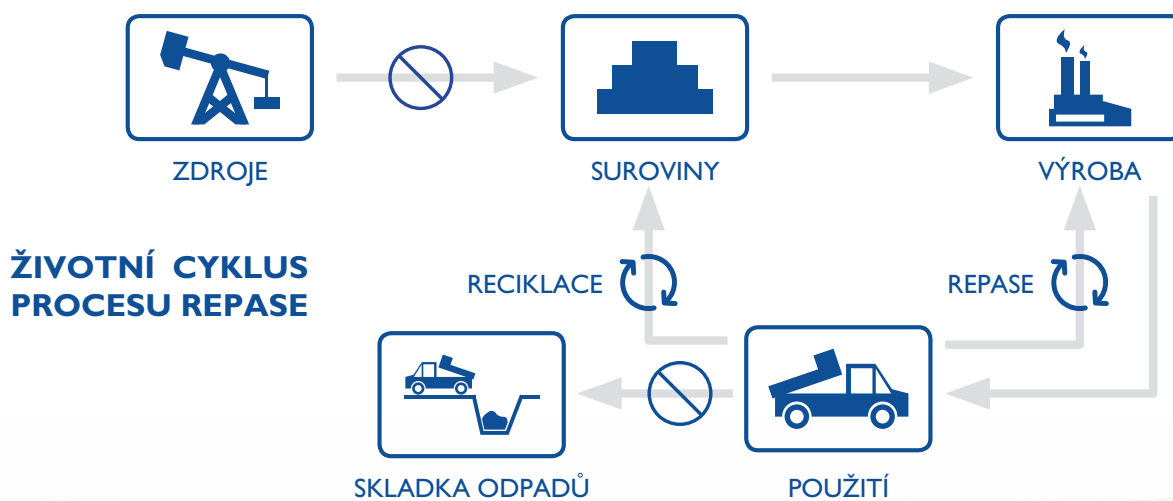 ZDROJE
SUROVINY
VÝROBA
ŽIVOTNÍ CYKLUS
PROCESU REPASE
RECIKLACE
REPASE
SKLADKA ODPADŮ
POUŽITÍ